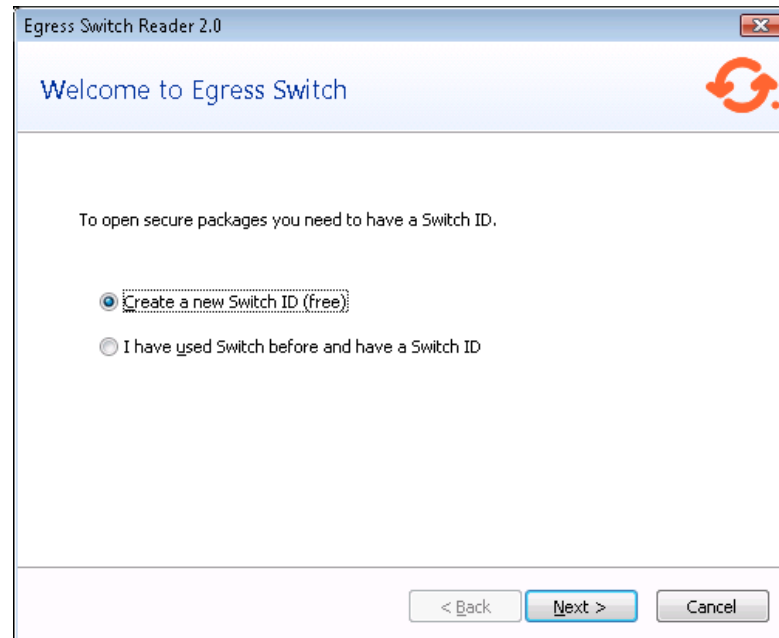 Egress Switch Reader 2.0
Welcome to Egress Switch
To open secure packages you need to have a Switch ID.
Create a new Switch ID (free)
I have used Switch before and have a Switch ID
< Back Next > Cancel